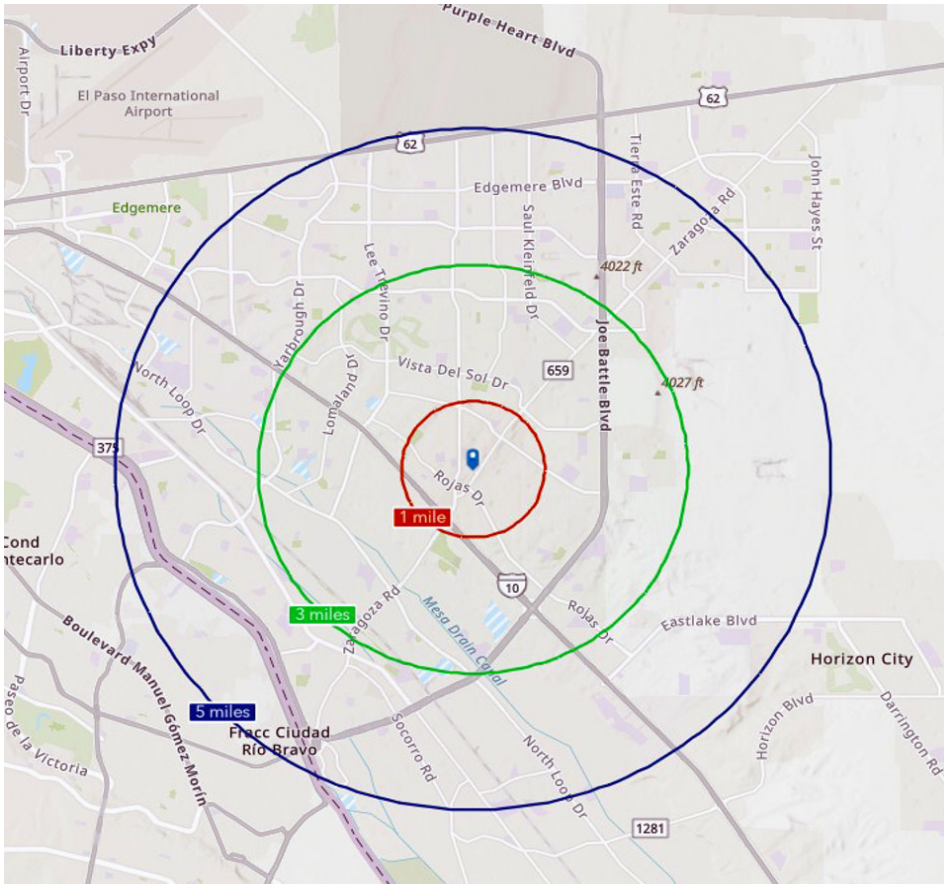 Purple Heart Blvd
Liberty Expy
Airport Dr
El Paso International
Airport
62
62
Tierra Este Rd
John Hayes St
Edgemere Blvd
Edgemere
Saul Kleinfeld Dr
Zaragoza Rd
Lee Trevino Dr
4022 ft
Yarbrough Dr
Joe Battle Blvd
Vista Del Sol Dr
659
4027 ft
North Loop Dr
Lomaland Dr
375
Rojas Dr
1 mile
Cond
ntecarlo
10
3 miles
Zaragoza Rd
Mesa Drain Canal
Rojas Dr
Eastlake Blvd
Boulevard Manuel Gómez Morín
Horizon City
Paseo de la Victoria
5 miles
Fracc Ciudad
Río Bravo
Socorro Rd
North Loop Dr
Horizon Blvd
Darrington Rd
1281